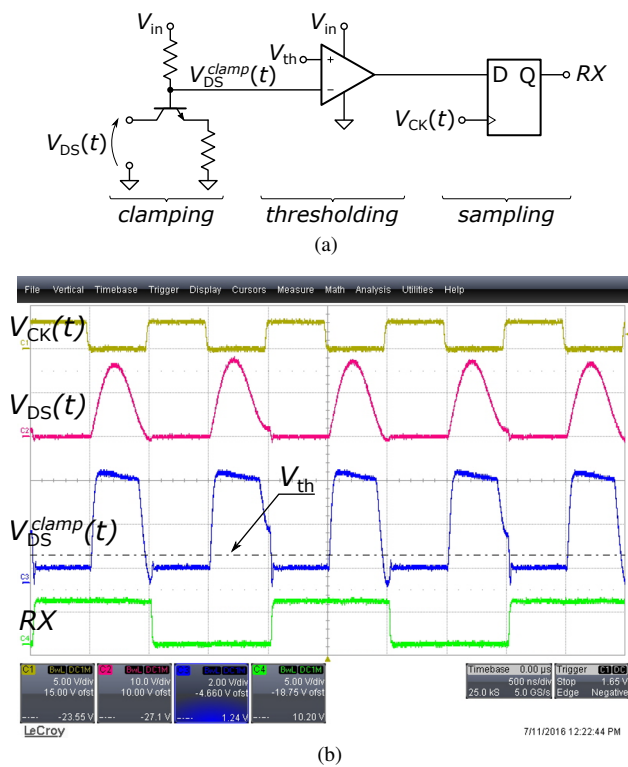 V_in V_in
V_th + V_DS^clamp(t) −
D Q RX
V_DS(t) V_CK(t)
clamping thresholding sampling
(a)
File Vertical Timebase Trigger Display Cursors Measure Math Analysis Utilities Help
V_CK(t)
C1
V_DS(t)
C2
V_th
V_DS^clamp(t)
C3
RX
C4
C1 BwL DC1M C2 BwL DC1M BwL DC1M C4 BwL DC1M Timebase 0.00 µs Trigger C1 DC
5.00 V/div 10.0 V/div 2.00 V/div 5.00 V/div 500 ns/div Stop 1.65 V
15.00 V ofst 10.00 V ofst -4.660 V ofst -18.75 V ofst 25.0 kS 5.0 GS/s Edge Negative
-23.55 V -27.1 V 1.24 V 10.20 V
LeCroy 7/11/2016 12:22:44 PM
(b)